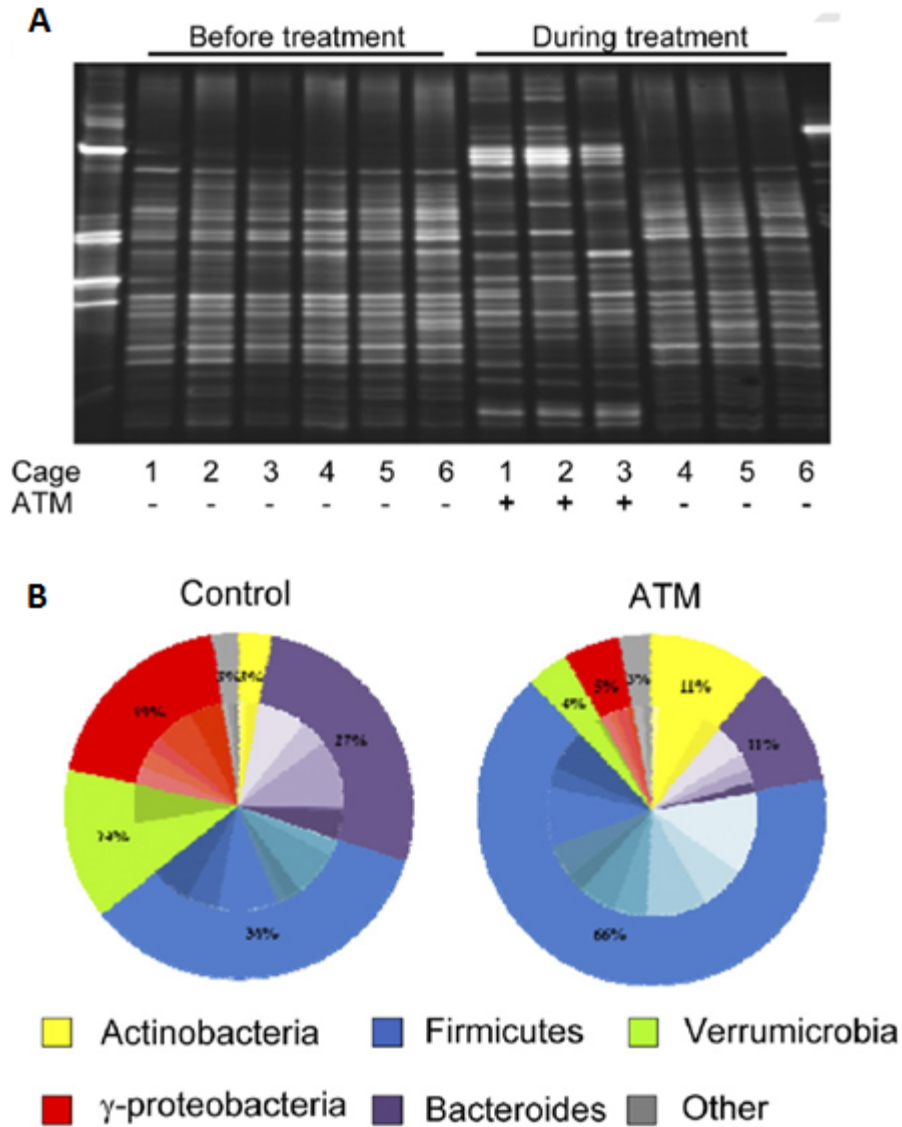 A
Before treatment During treatment
Cage 1 2 3 4 5 6 1 2 3 4 5 6
ATM - - - - - - + + + - - -
B
Control ATM
3% 11%
4% 5%
19% 27% 11%
66%
Actinobacteria Firmicutes Verrumicrobia
γ-proteobacteria Bacteroides Other